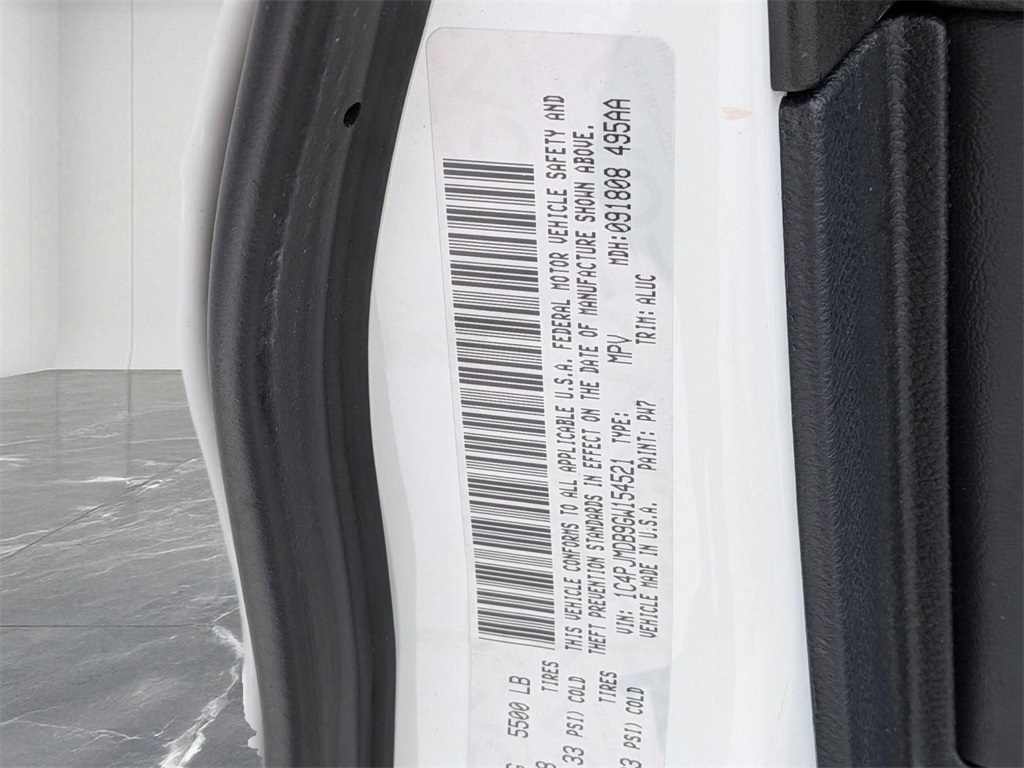 5500 LB
TIRES
33 PSI) COLD
TIRES
3 PSI) COLD
THIS VEHICLE CONFORMS TO ALL APPLICABLE U.S.A. FEDERAL MOTOR VEHICLE SAFETY AND
THEFT PREVENTION STANDARDS IN EFFECT ON THE DATE OF MANUFACTURE SHOWN ABOVE.
VIN: 1C4PJMDB9GW154521 TYPE: MPV MDH:091808 495AA
VEHICLE MADE IN U.S.A. PAINT: PW7 TRIM: ALUC